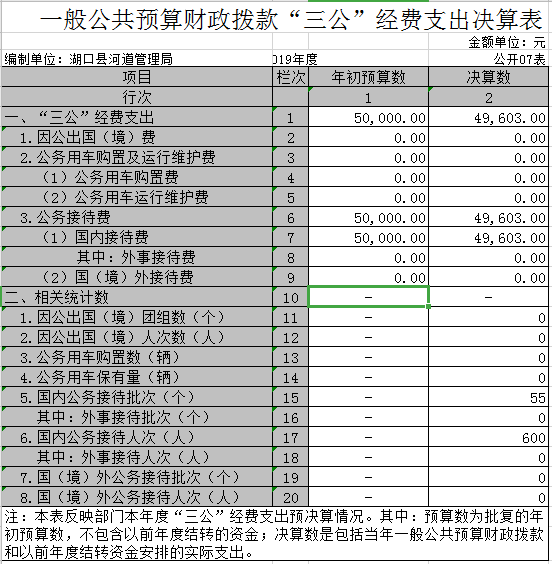 一般公共预算财政拨款“三公”经费支出决算表
金额单位：元
编制单位：湖口县河道管理局 019年度 公开07表
项目 栏次 年初预算数 决算数
行次 1 2
一、“三公”经费支出 1 50,000.00 49,603.00
1.因公出国（境）费 2 0.00 0.00
2.公务用车购置及运行维护费 3 0.00 0.00
（1）公务用车购置费 4 0.00 0.00
（2）公务用车运行维护费 5 0.00 0.00
3.公务接待费 6 50,000.00 49,603.00
（1）国内接待费 7 50,000.00 49,603.00
其中：外事接待费 8 0.00 0.00
（2）国（境）外接待费 9 0.00 0.00
二、相关统计数 10 – –
1.因公出国（境）团组数（个） 11 – 0
2.因公出国（境）人次数（人） 12 – 0
3.公务用车购置数（辆） 13 – 0
4.公务用车保有量（辆） 14 – 0
5.国内公务接待批次（个） 15 – 55
其中：外事接待批次（个） 16 – 0
6.国内公务接待人次（人） 17 – 600
其中：外事接待人次（人） 18 – 0
7.国（境）外公务接待批次（个） 19 – 0
8.国（境）外公务接待人次（人） 20 – 0
注：本表反映部门本年度“三公”经费支出预决算情况。其中：预算数为批复的年
初预算数，不包含以前年度结转的资金；决算数是包括当年一般公共预算财政拨款
和以前年度结转资金安排的实际支出。